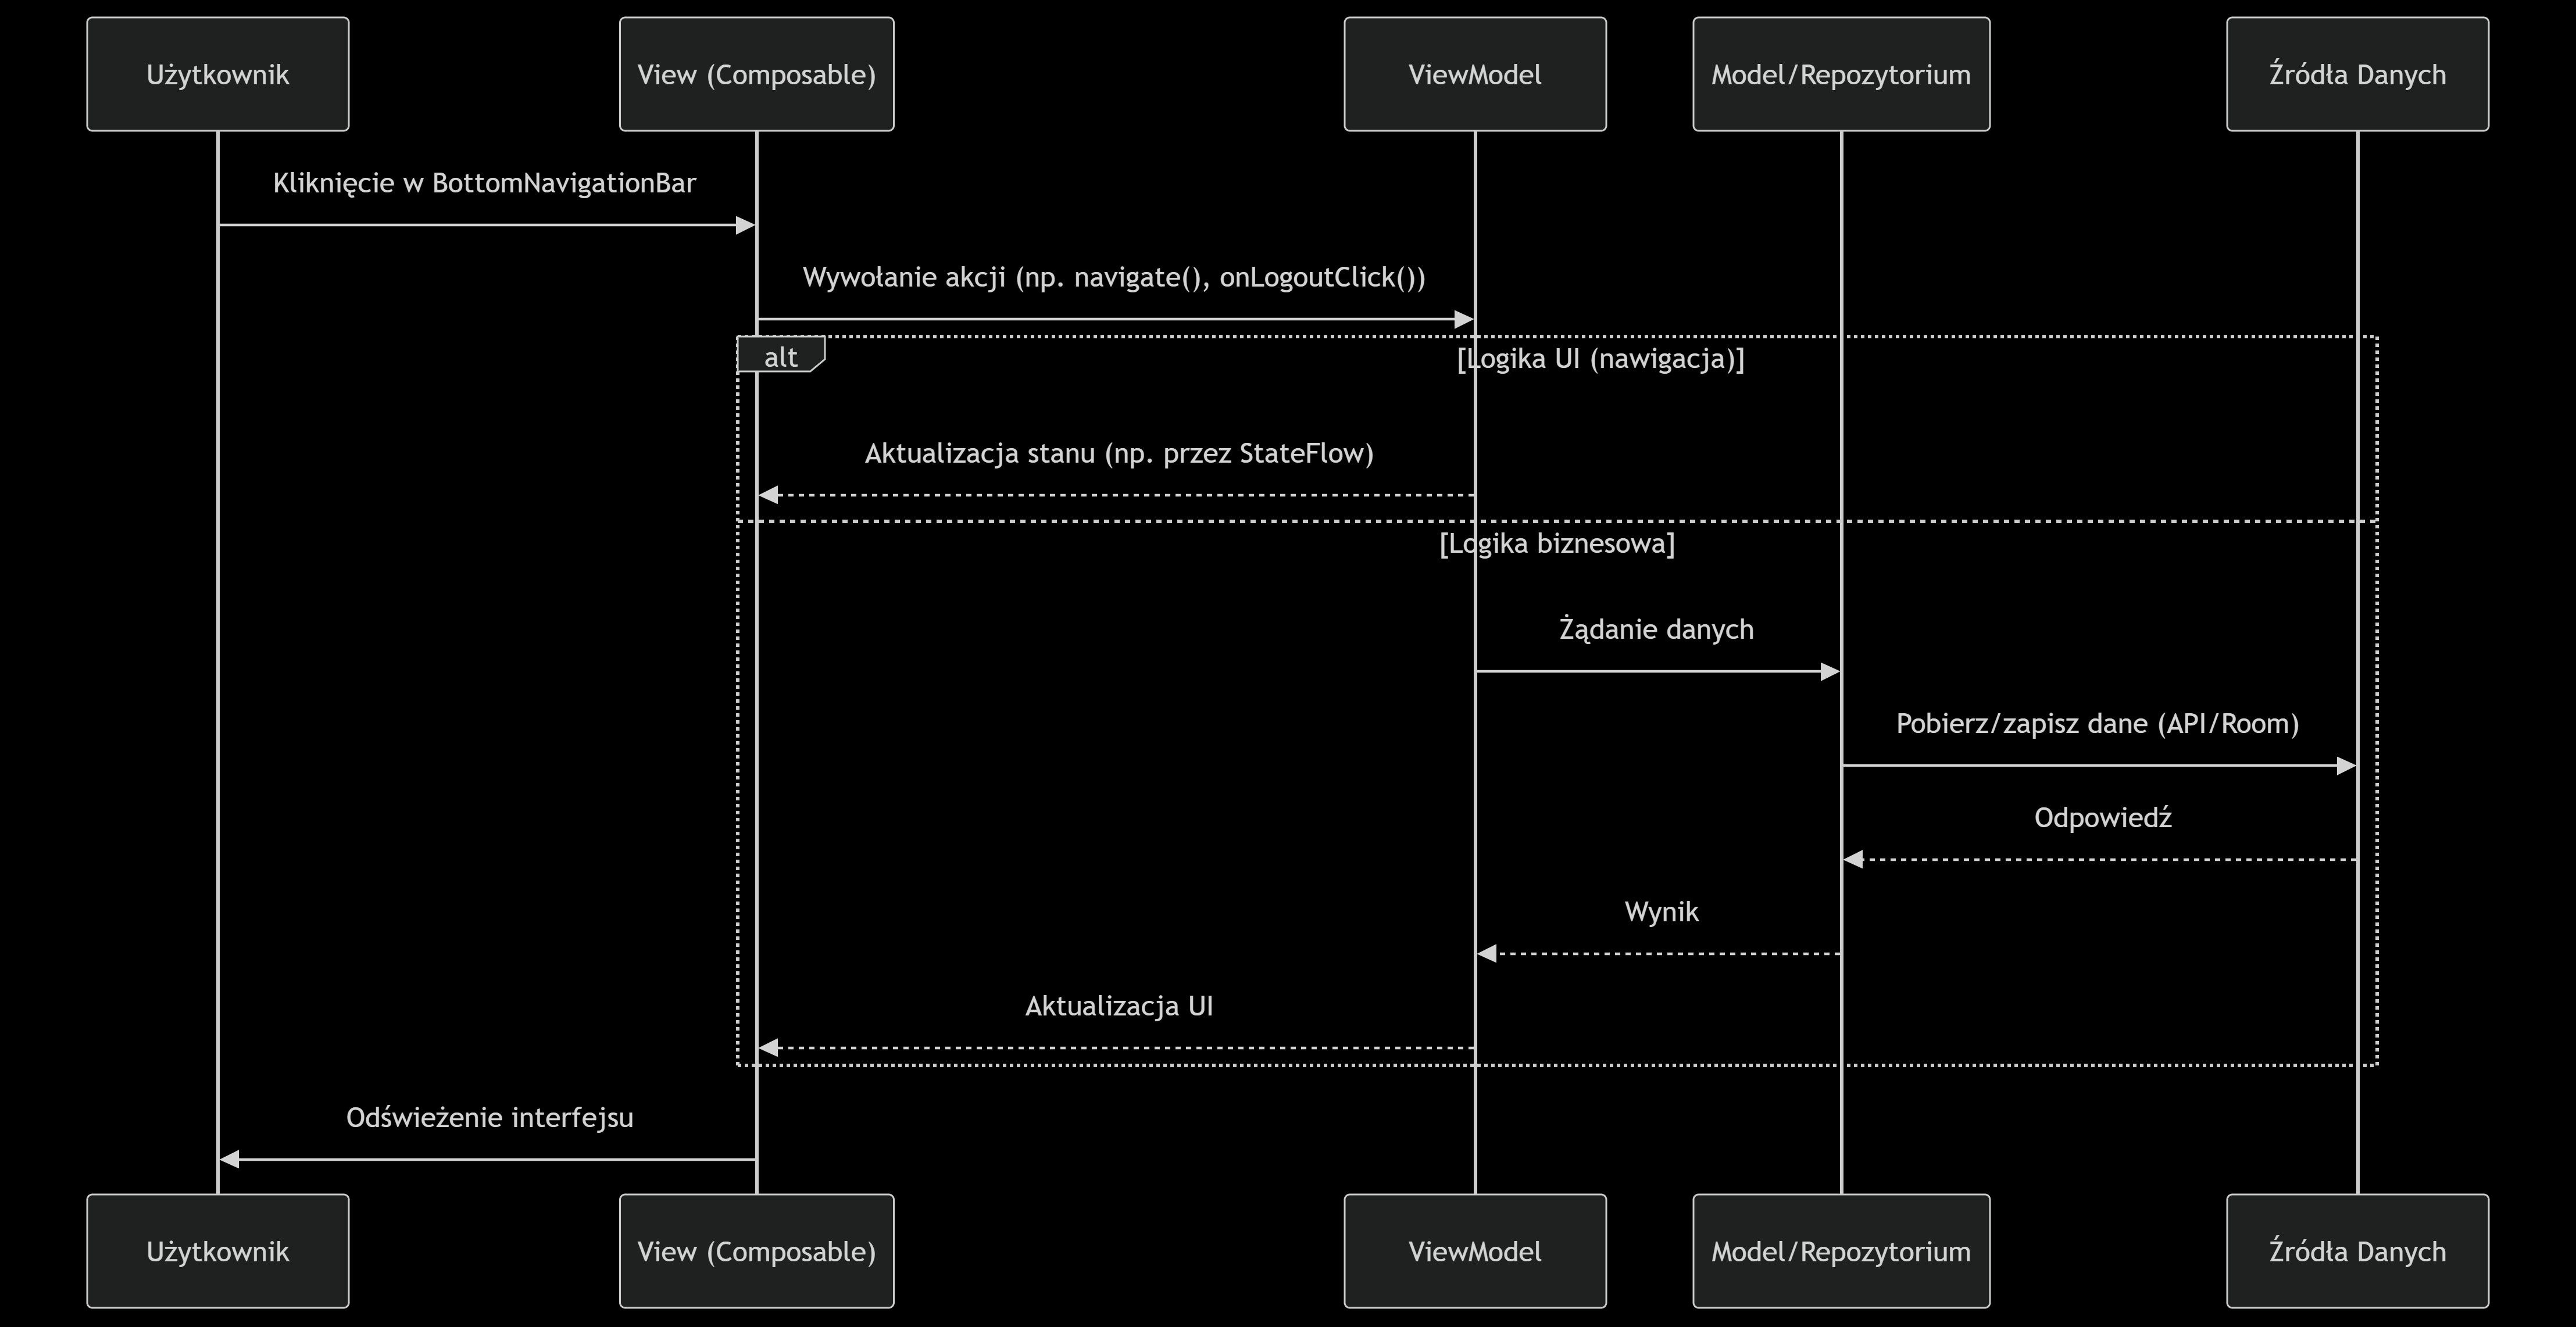 Użytkownik
View (Composable)
ViewModel
Model/Repozytorium
Źródła Danych
Kliknięcie w BottomNavigationBar
Wywołanie akcji (np. navigate(), onLogoutClick())
alt
[Logika UI (nawigacja)]
Aktualizacja stanu (np. przez StateFlow)
[Logika biznesowa]
Żądanie danych
Pobierz/zapisz dane (API/Room)
Odpowiedź
Wynik
Aktualizacja UI
Odświeżenie interfejsu
Użytkownik
View (Composable)
ViewModel
Model/Repozytorium
Źródła Danych